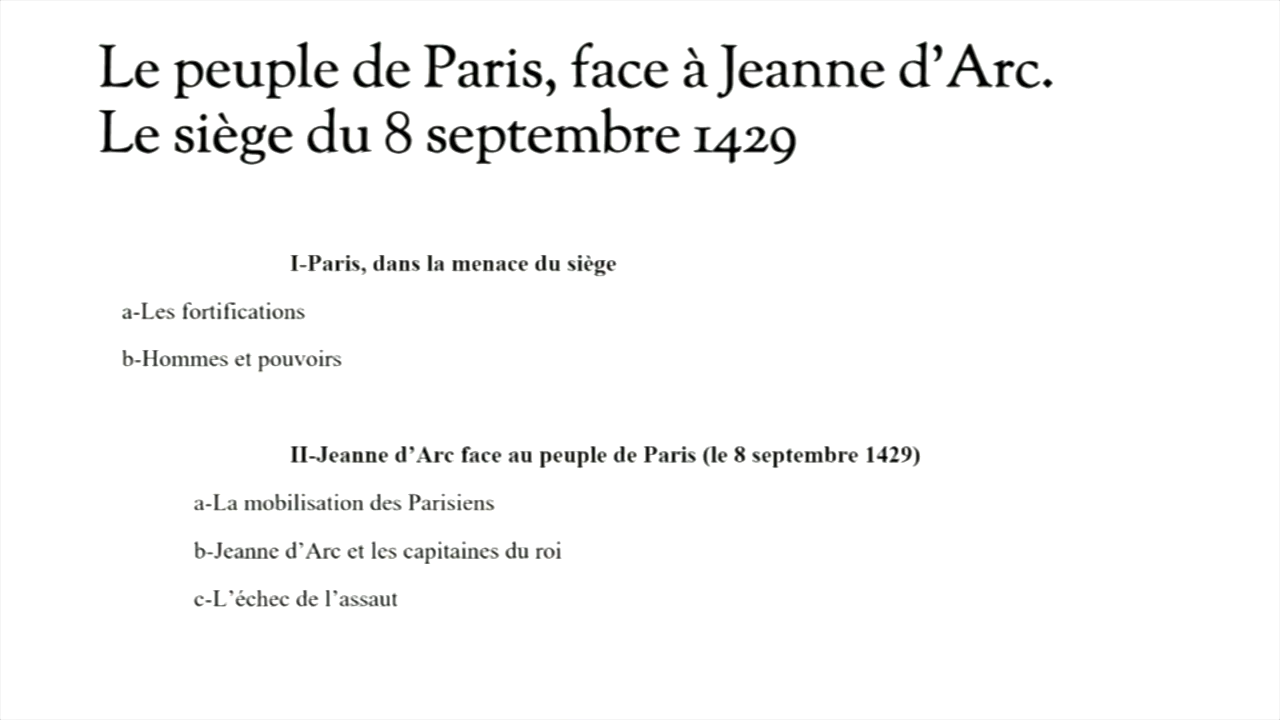 Le peuple de Paris, face à Jeanne d’Arc.
Le siège du 8 septembre 1429
I-Paris, dans la menace du siège
a-Les fortifications
b-Hommes et pouvoirs
II-Jeanne d’Arc face au peuple de Paris (le 8 septembre 1429)
a-La mobilisation des Parisiens
b-Jeanne d’Arc et les capitaines du roi
c-L’échec de l’assaut